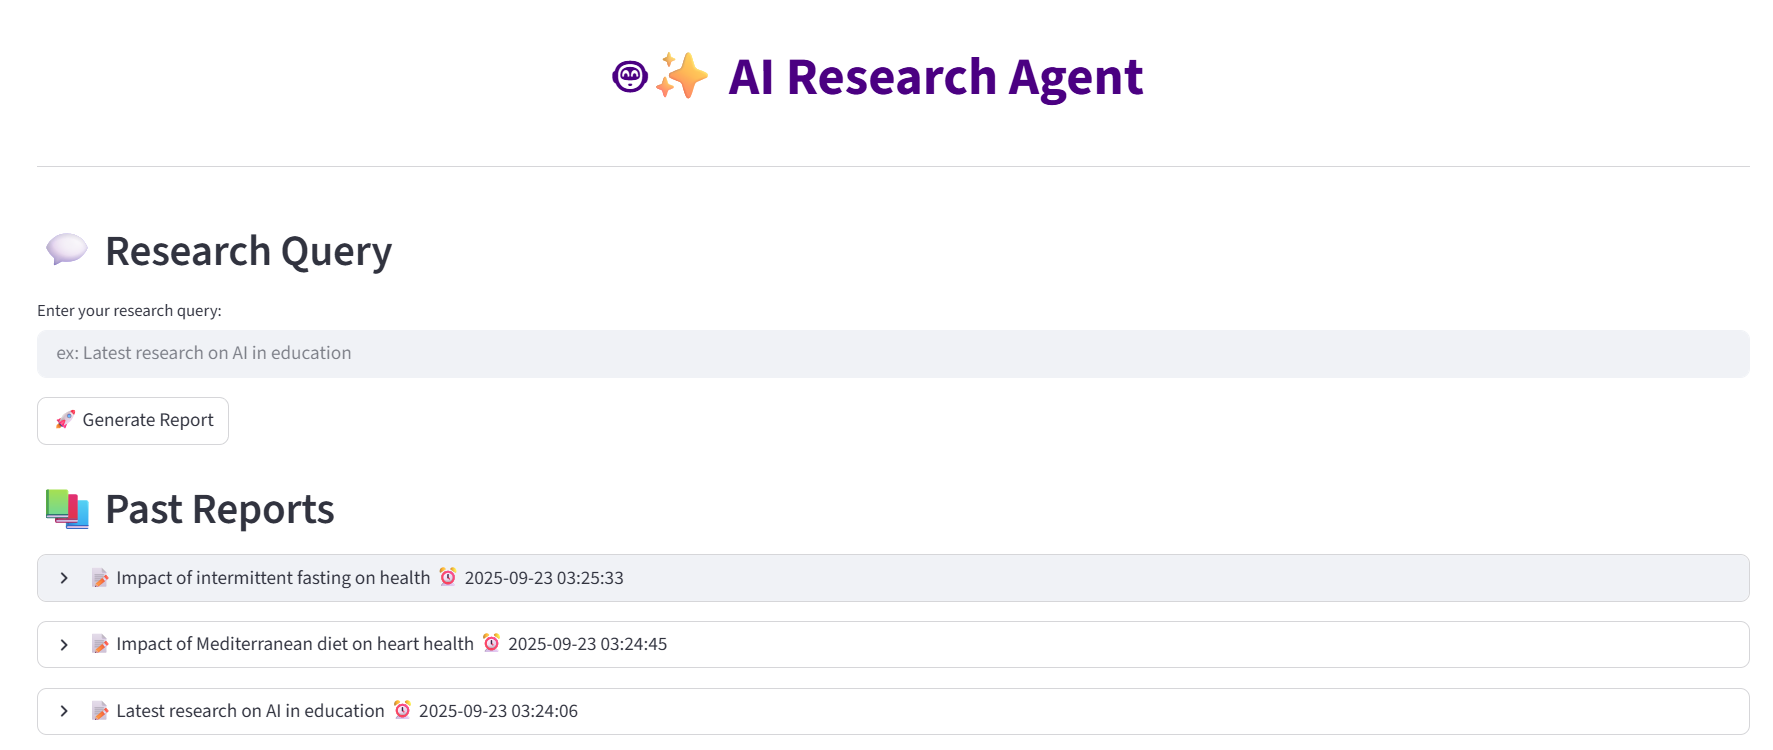 AI Research Agent
Research Query
Enter your research query:
ex: Latest research on AI in education
Generate Report
Past Reports
Impact of intermittent fasting on health 2025-09-23 03:25:33
Impact of Mediterranean diet on heart health 2025-09-23 03:24:45
Latest research on AI in education 2025-09-23 03:24:06